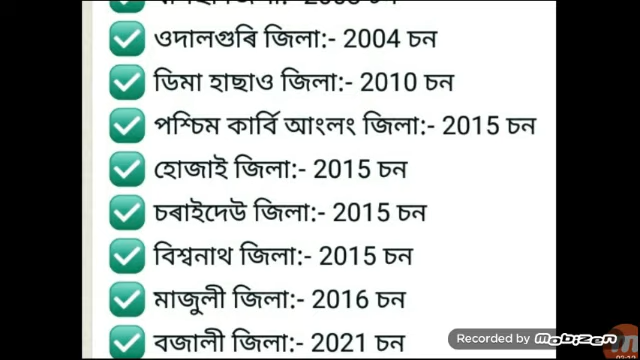 ওদালগুৰি জিলা:- 2004 চন
ডিমা হাছাও জিলা:- 2010 চন
পশ্চিম কাৰ্বি আংলং জিলা:- 2015 চন
হোজাই জিলা:- 2015 চন
চৰাইদেউ জিলা:- 2015 চন
বিশ্বনাথ জিলা:- 2015 চন
মাজুলী জিলা:- 2016 চন
বজালী জিলা:- 2021 চন
Recorded by Mobizen